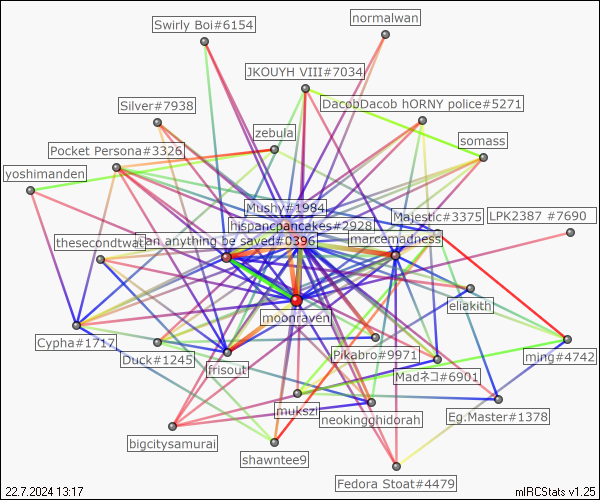 Swirly Boi#6154
normalwan
JKOUYH VIII#7034
Silver#7938
DacobDacob hORNY police#5271
zebula
somass
Pocket Persona#3326
yoshimanden
Mushy#1984
Majestic#3375
LPK2387 #7690
hispancpancakes#2928
thesecondtwat
can anything be saved#0396
marcemadness
eliakith
moonraven
Cypha#1717
Duck#1245
frisout
Pikabro#9971
ming#4742
Madネコ#6901
mukszi
neokingghidorah
Eg.Master#1378
bigcitysamurai
shawntee9
Fedora Stoat#4479
22.7.2024 13:17
mIRCStats v1.25